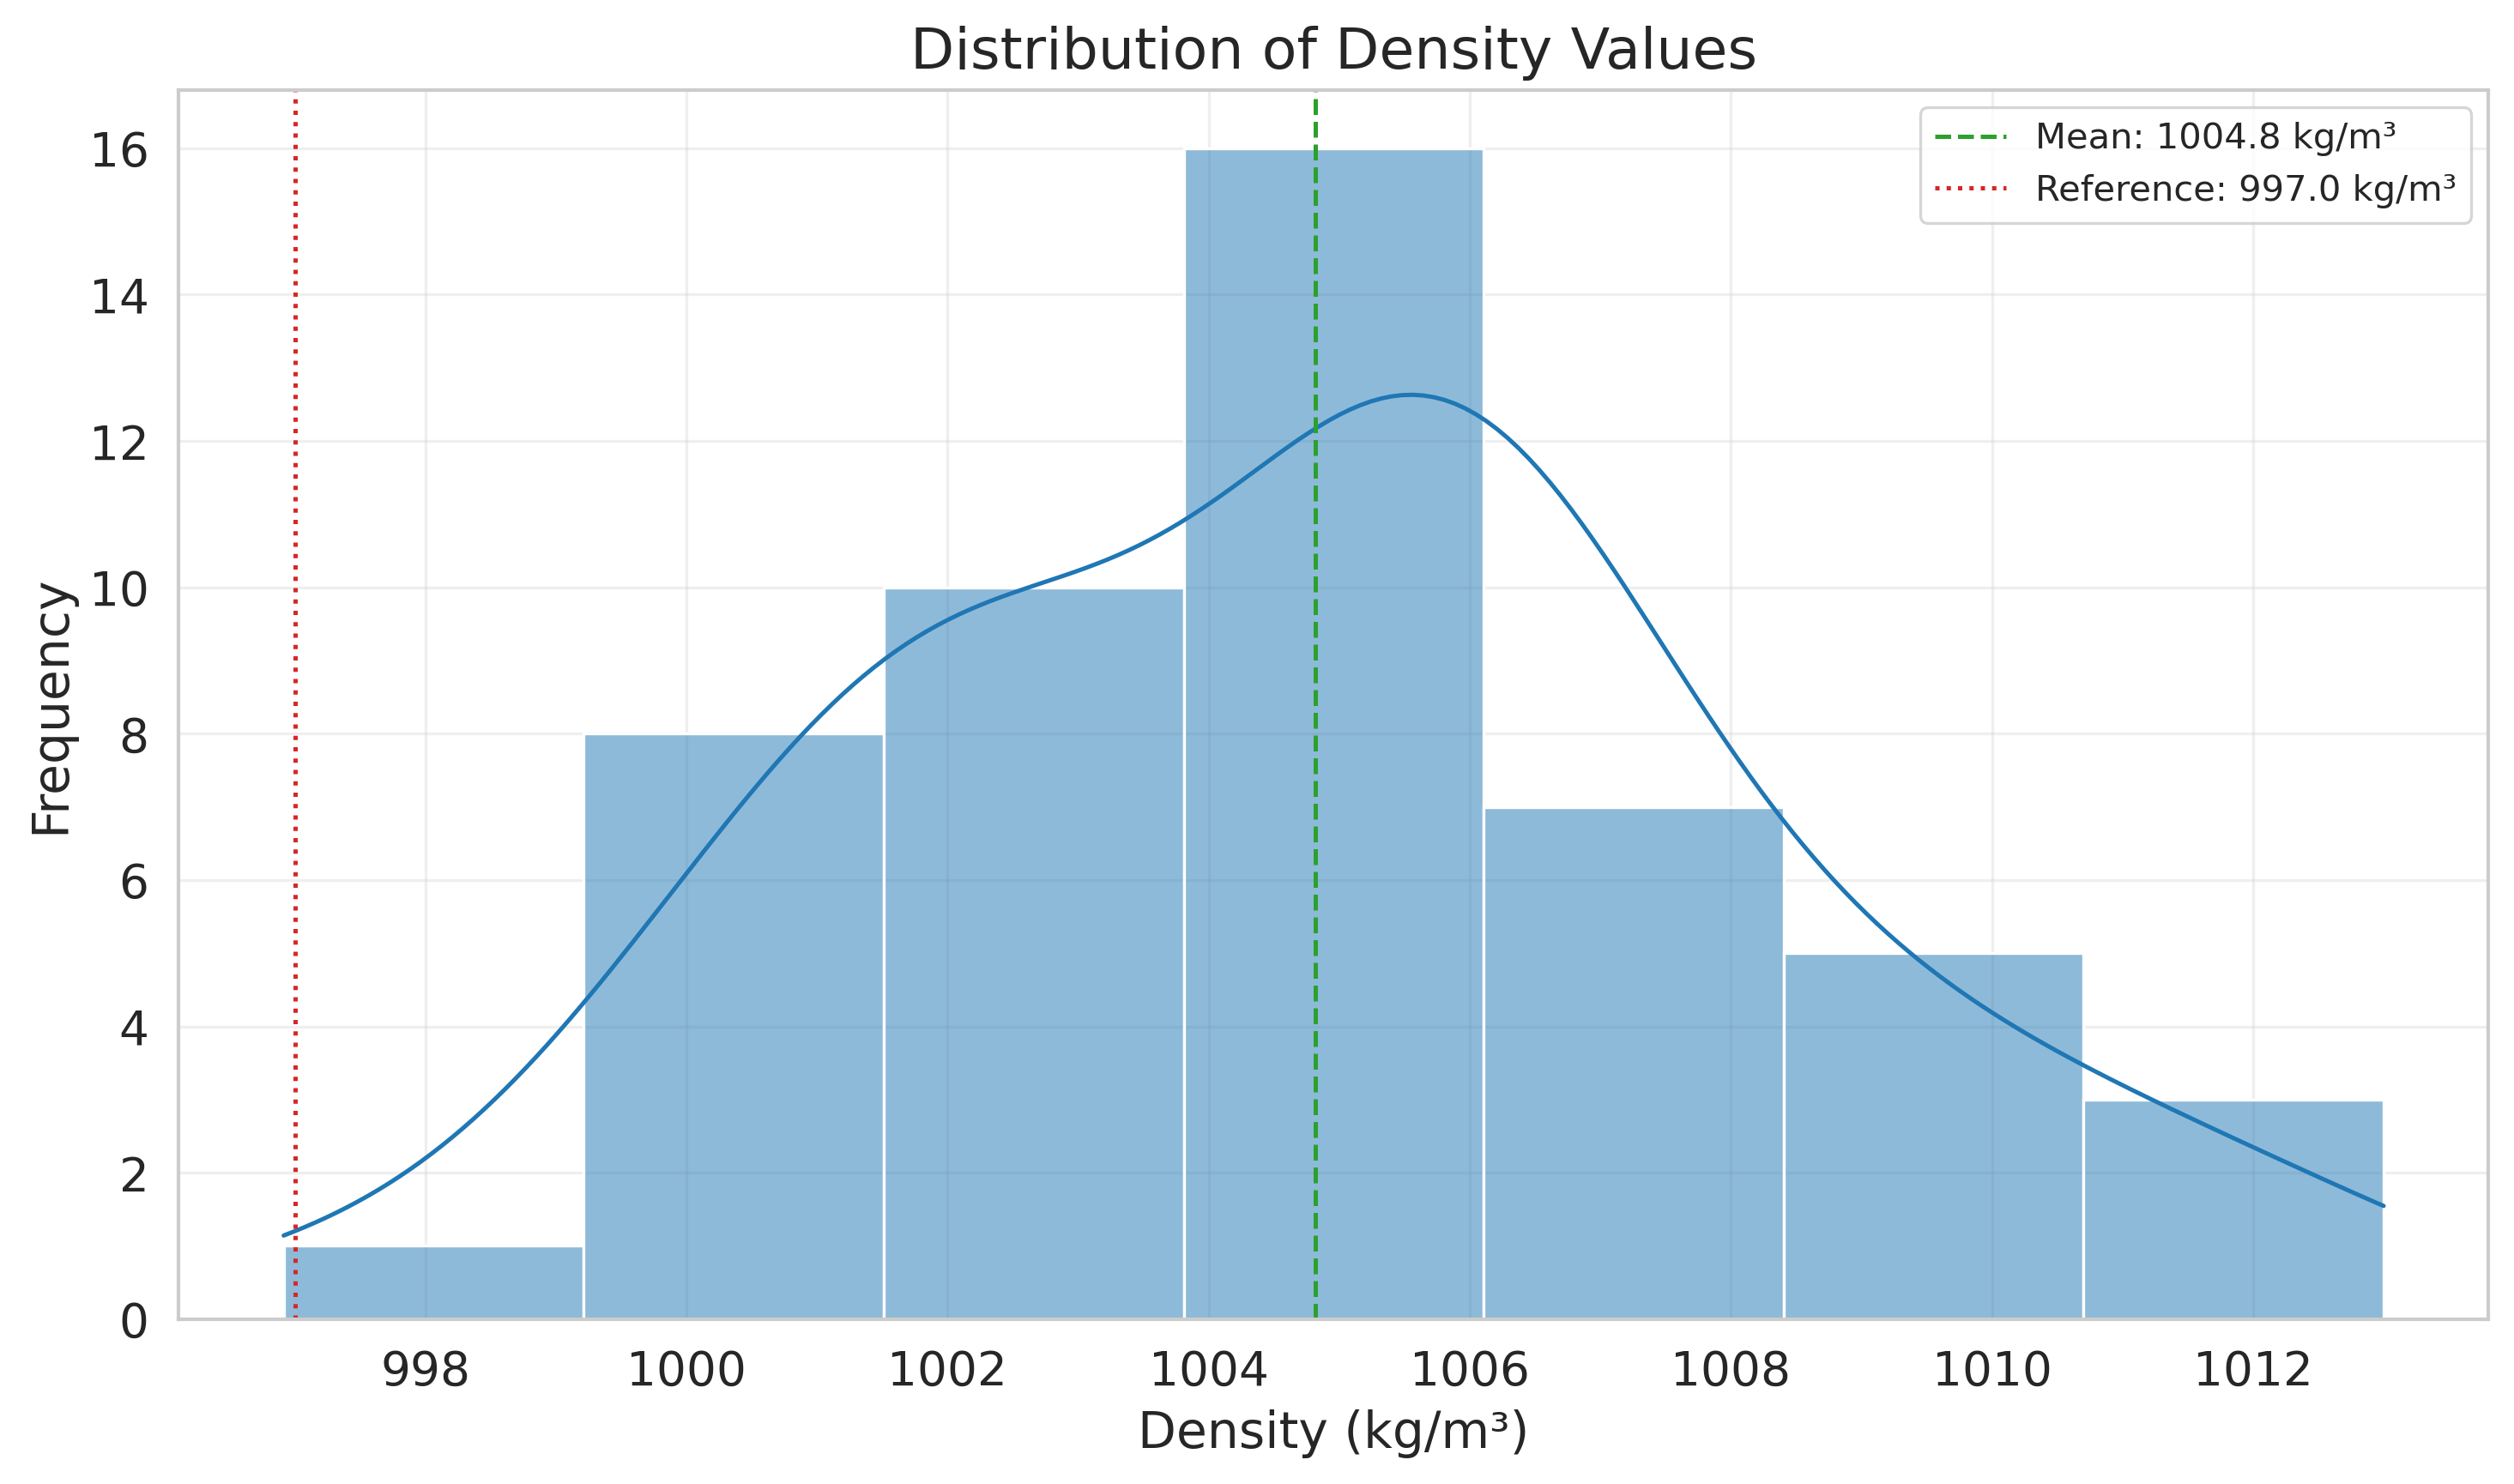 Distribution of Density Values
Mean: 1004.8 kg/m³
Reference: 997.0 kg/m³
Frequency
16
14
12
10
8
6
4
2
0
998 1000 1002 1004 1006 1008 1010 1012
Density (kg/m³)